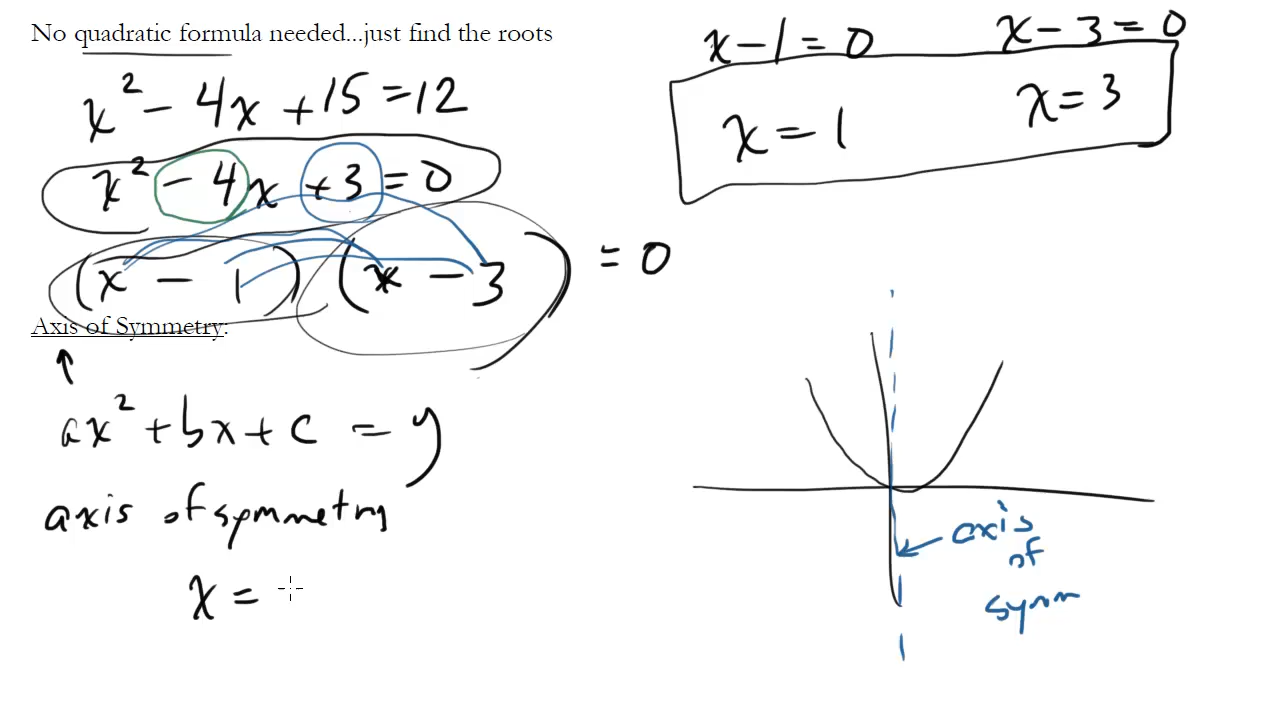 No quadratic formula needed...just find the roots
x² - 4x + 15 = 12
x² - 4x + 3 = 0
(x - 1) (x - 3) = 0
x - 1 = 0 x - 3 = 0
x = 1 x = 3
Axis of Symmetry:
ax² + bx + c = y
axis of symmetry
x =
axis
of
symm